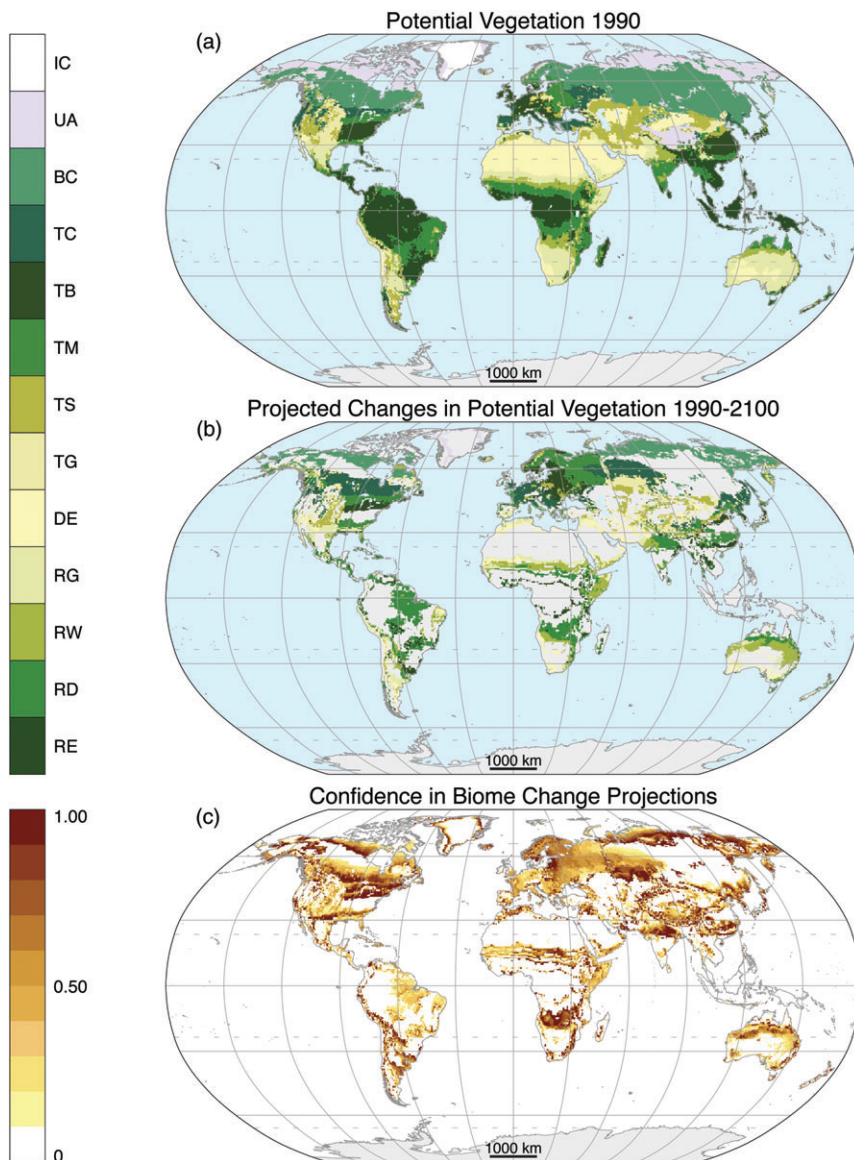 Potential Vegetation 1990
(a)
IC
UA
BC
TC
TB
TM
TS
TG
DE
RG
RW
RD
RE
1000 km
Projected Changes in Potential Vegetation 1990-2100
(b)
1000 km
Confidence in Biome Change Projections
(c)
1.00
0.50
0
1000 km